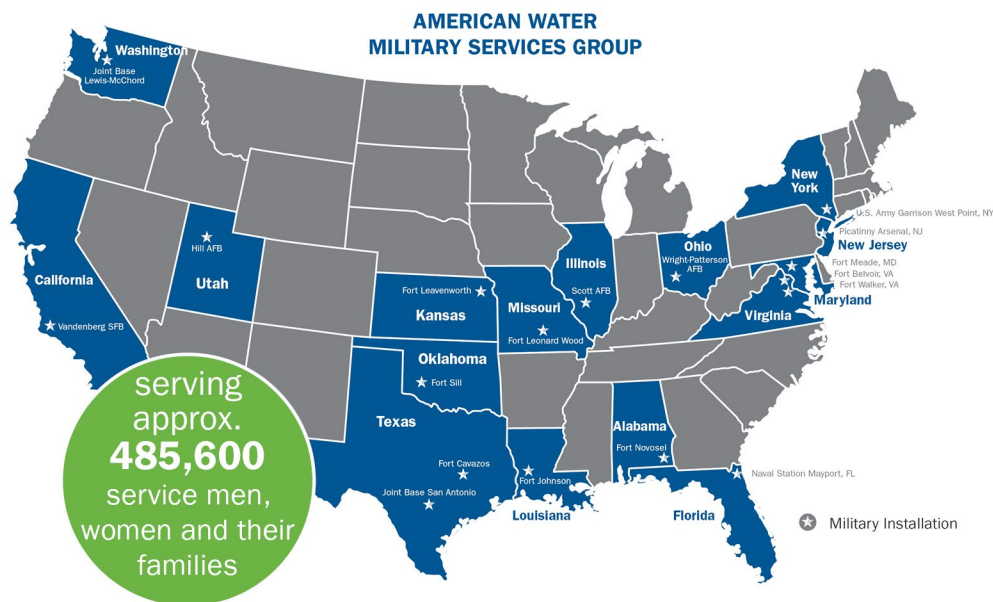 AMERICAN WATER
MILITARY SERVICES GROUP
Washington
Joint Base
Lewis-McChord
New
York
U.S. Army Garrison West Point, NY
Picatinny Arsenal, NJ
New Jersey
Hill AFB
Utah
Illinois
Ohio
Wright-Patterson
AFB
Fort Meade, MD
Fort Belvoir, VA
Fort Walker, VA
Maryland
California
Vandenberg SFB
Fort Leavenworth
Kansas
Missouri
Fort Leonard Wood
Scott AFB
Virginia
Oklahoma
Fort Sill
Texas
Fort Cavazos
Joint Base San Antonio
Alabama
Fort Novosel
Fort Johnson
Louisiana
Naval Station Mayport, FL
Florida
serving
approx.
485,600
service men,
women and their
families
Military Installation